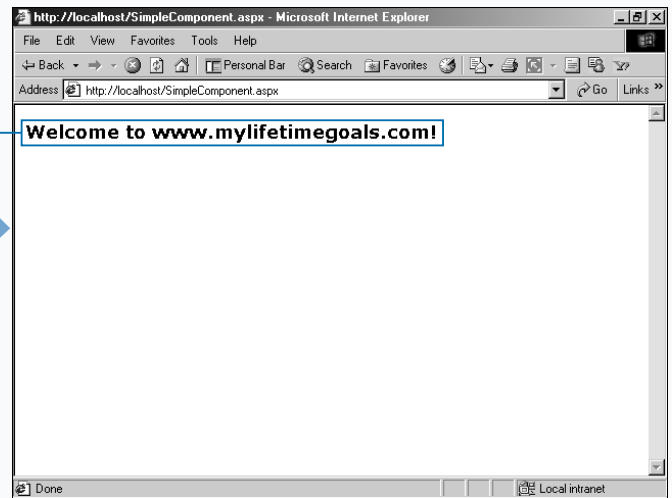 http://localhost/SimpleComponent.aspx - Microsoft Internet Explorer
File Edit View Favorites Tools Help
Back Personal Bar Search Favorites
Address http://localhost/SimpleComponent.aspx Go Links »
Welcome to www.mylifetimegoals.com!
Done Local intranet